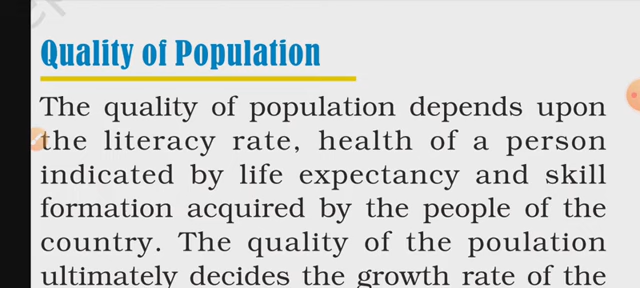 Quality of Population
The quality of population depends upon
the literacy rate, health of a person
indicated by life expectancy and skill
formation acquired by the people of the
country. The quality of the poulation
ultimately decides the growth rate of the